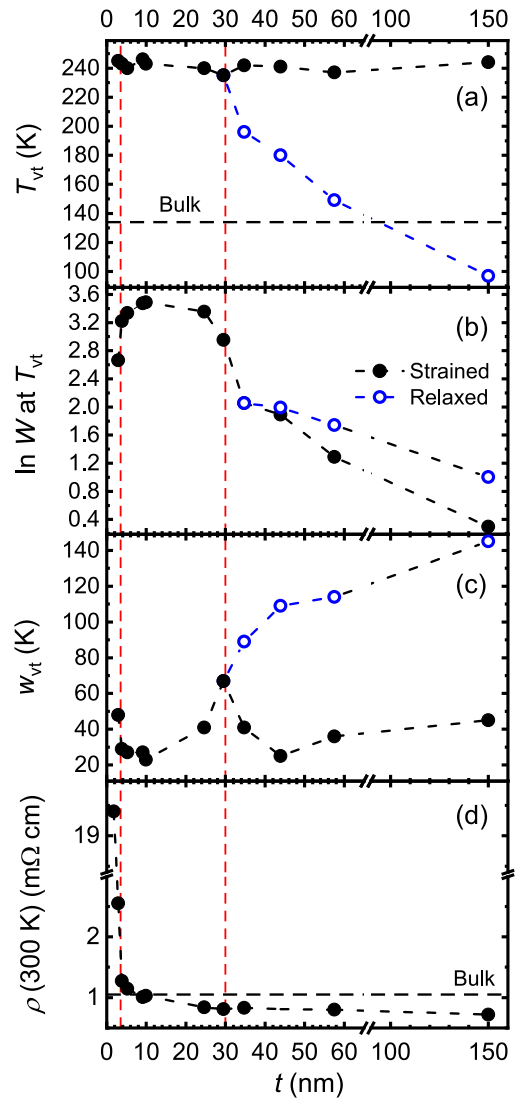 0 10 20 30 40 50 60 100 150
240
220
200
180
160
140
120
100
T_vt (K)
(a)
Bulk
3.6
3.2
2.8
2.4
2.0
1.6
1.2
0.8
0.4
ln W at T_vt
(b)
Strained
Relaxed
140
120
100
80
60
40
20
w_vt (K)
(c)
19
2
1
ρ (300 K) (mΩ cm)
(d)
Bulk
0 10 20 30 40 50 60 100 150
t (nm)